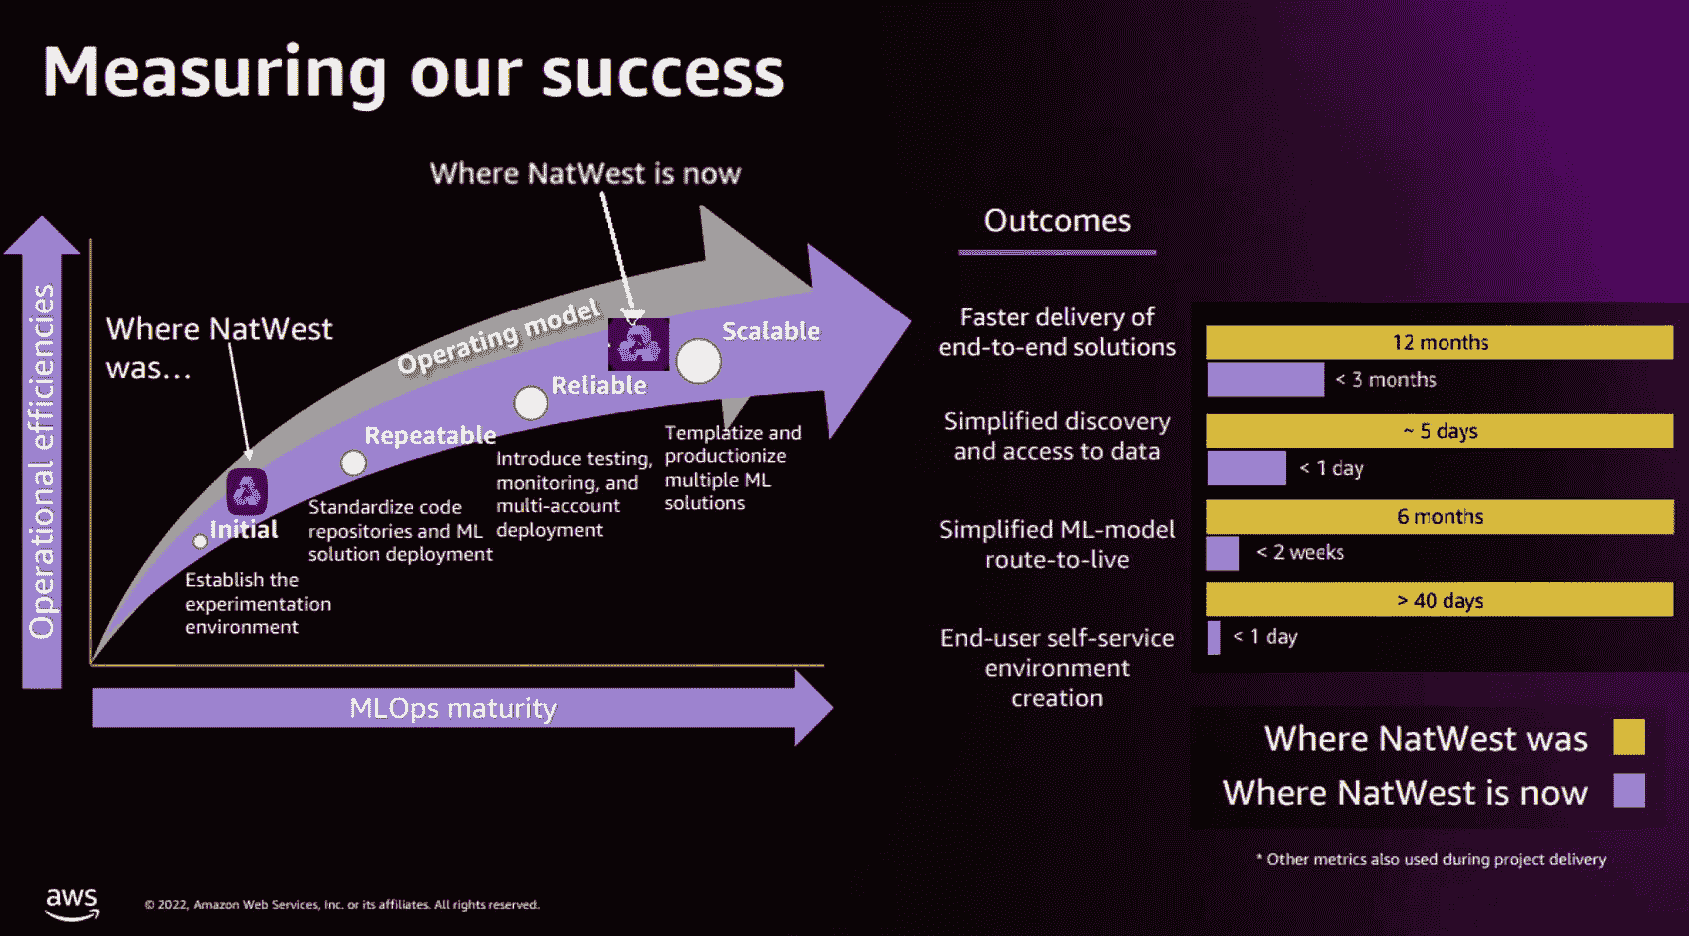 Measuring our success
Where NatWest is now
Where NatWest
was...
Operational efficiencies
Operating model
Scalable
Reliable
Repeatable
Initial
Templatize and
productionize
multiple ML
solutions
Introduce testing,
monitoring, and
multi-account
deployment
Standardize code
repositories and ML
solution deployment
Establish the
experimentation
environment
MLOps maturity
Outcomes
Faster delivery of
end-to-end solutions
12 months
< 3 months
Simplified discovery
and access to data
~ 5 days
< 1 day
Simplified ML-model
route-to-live
6 months
< 2 weeks
End-user self-service
environment
creation
> 40 days
< 1 day
Where NatWest was
Where NatWest is now
* Other metrics also used during project delivery
aws
© 2022, Amazon Web Services, Inc. or its affiliates. All rights reserved.